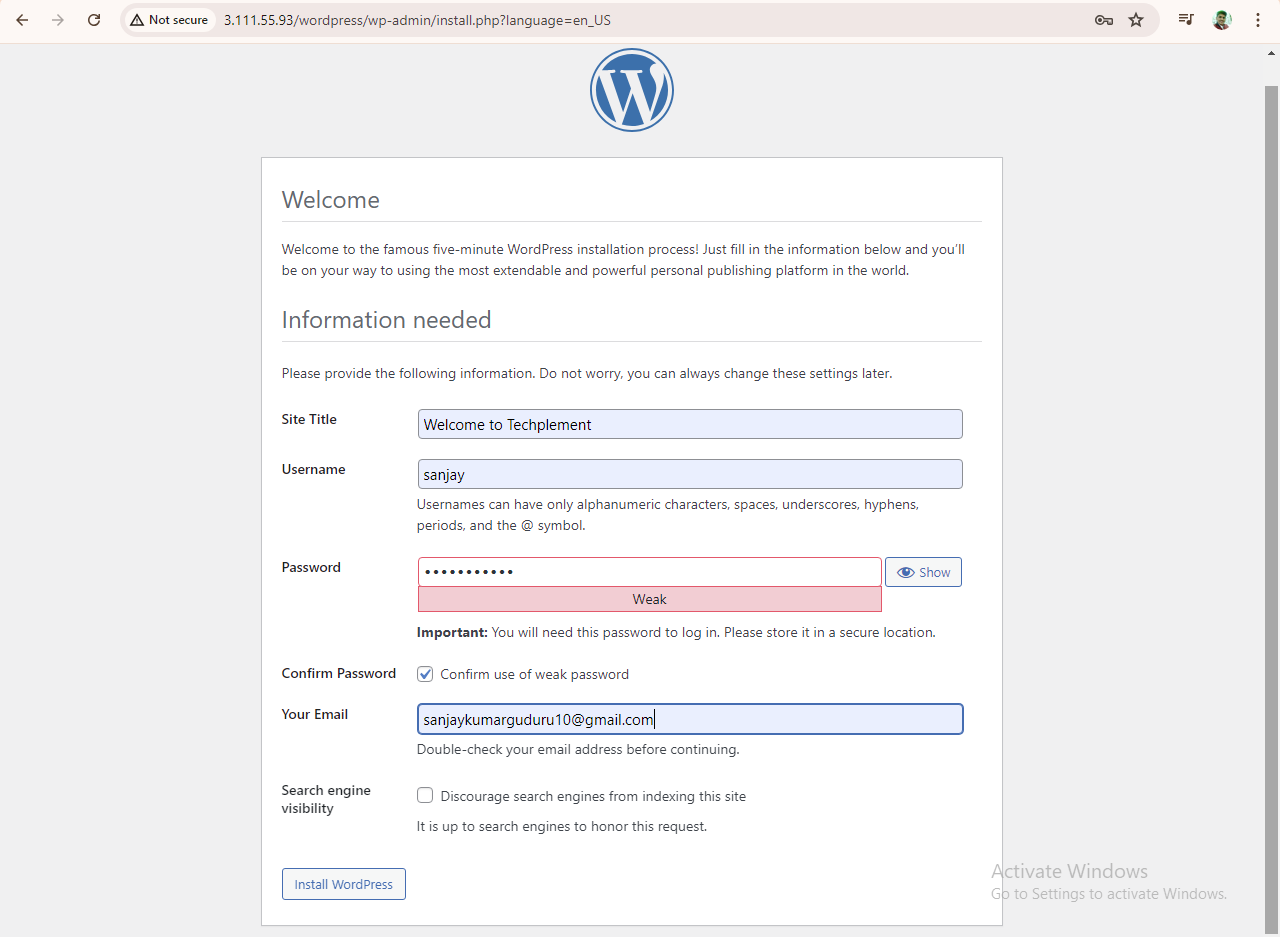 Not secure 3.111.55.93/wordpress/wp-admin/install.php?language=en_US
Welcome
Welcome to the famous five-minute WordPress installation process! Just fill in the information below and you’ll
be on your way to using the most extendable and powerful personal publishing platform in the world.
Information needed
Please provide the following information. Do not worry, you can always change these settings later.
Site Title
Welcome to Techplement
Username
sanjay
Usernames can have only alphanumeric characters, spaces, underscores, hyphens,
periods, and the @ symbol.
Password
•••••••••••
Show
Weak
Important: You will need this password to log in. Please store it in a secure location.
Confirm Password
Confirm use of weak password
Your Email
sanjaykumarguduru10@gmail.com
Double-check your email address before continuing.
Search engine
visibility
Discourage search engines from indexing this site
It is up to search engines to honor this request.
Install WordPress
Activate Windows
Go to Settings to activate Windows.